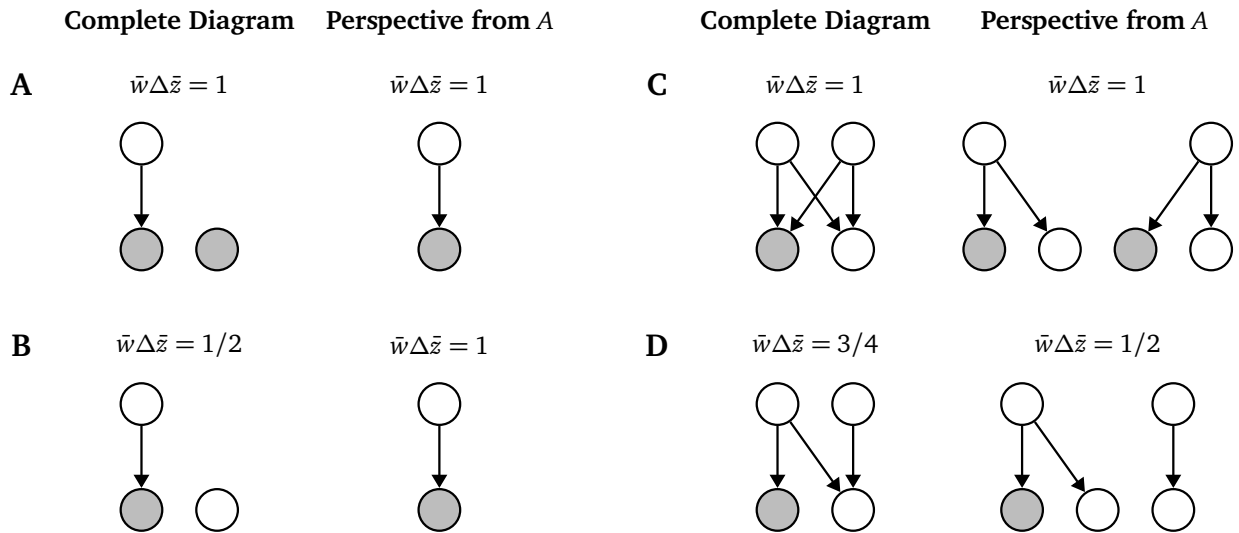 Complete Diagram Perspective from A Complete Diagram Perspective from A
A w̄Δz̄ = 1 w̄Δz̄ = 1 C w̄Δz̄ = 1 w̄Δz̄ = 1
B w̄Δz̄ = 1/2 w̄Δz̄ = 1 D w̄Δz̄ = 3/4 w̄Δz̄ = 1/2